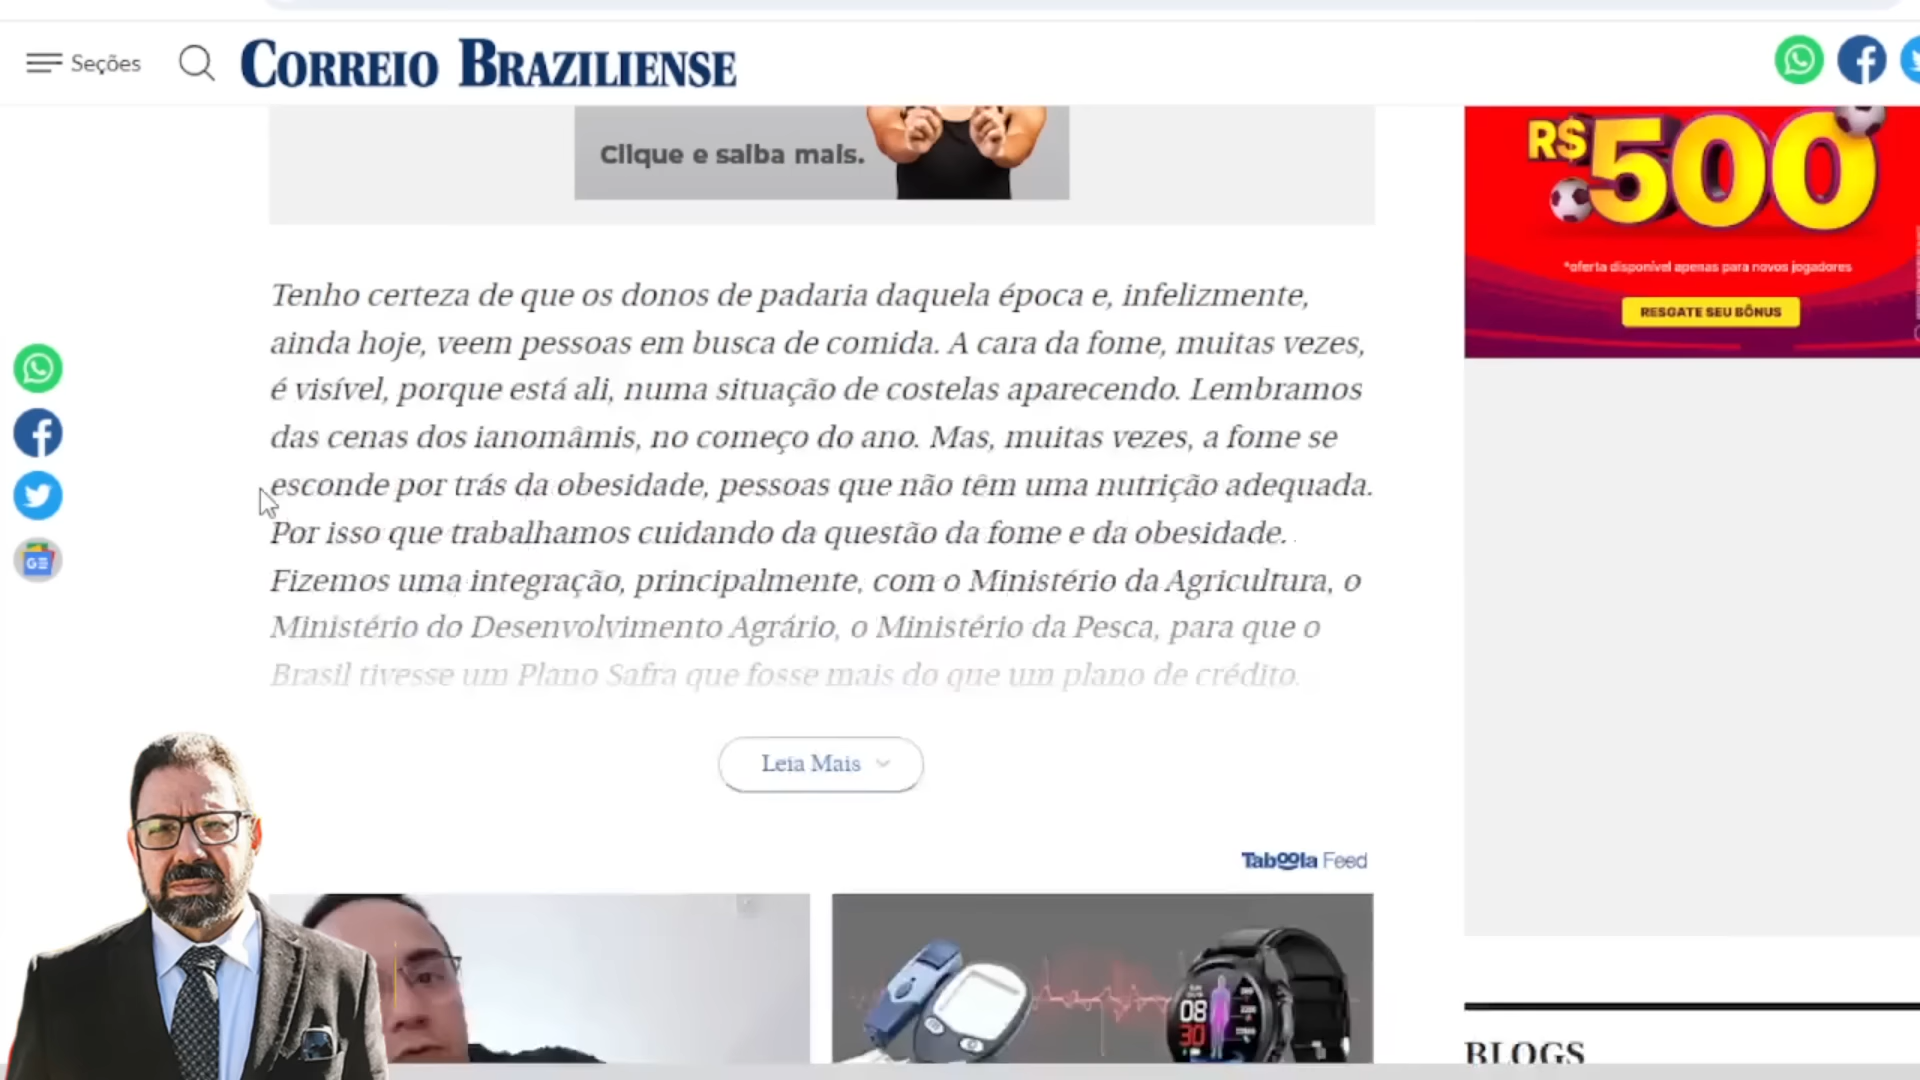 Seções
CORREIO BRAZILIENSE
Clique e saiba mais.
R$500
*oferta disponível apenas para novos jogadores
RESGATE SEU BÔNUS
Tenho certeza de que os donos de padaria daquela época e, infelizmente,
ainda hoje, veem pessoas em busca de comida. A cara da fome, muitas vezes,
é visível, porque está ali, numa situação de costelas aparecendo. Lembramos
das cenas dos ianomâmis, no começo do ano. Mas, muitas vezes, a fome se
esconde por trás da obesidade, pessoas que não têm uma nutrição adequada.
Por isso que trabalhamos cuidando da questão da fome e da obesidade.
Fizemos uma integração, principalmente, com o Ministério da Agricultura, o
Ministério do Desenvolvimento Agrário, o Ministério da Pesca, para que o
Brasil tivesse um Plano Safra que fosse mais do que um plano de crédito.
GE
Leia Mais
Taboola Feed
08
30
BLOGS